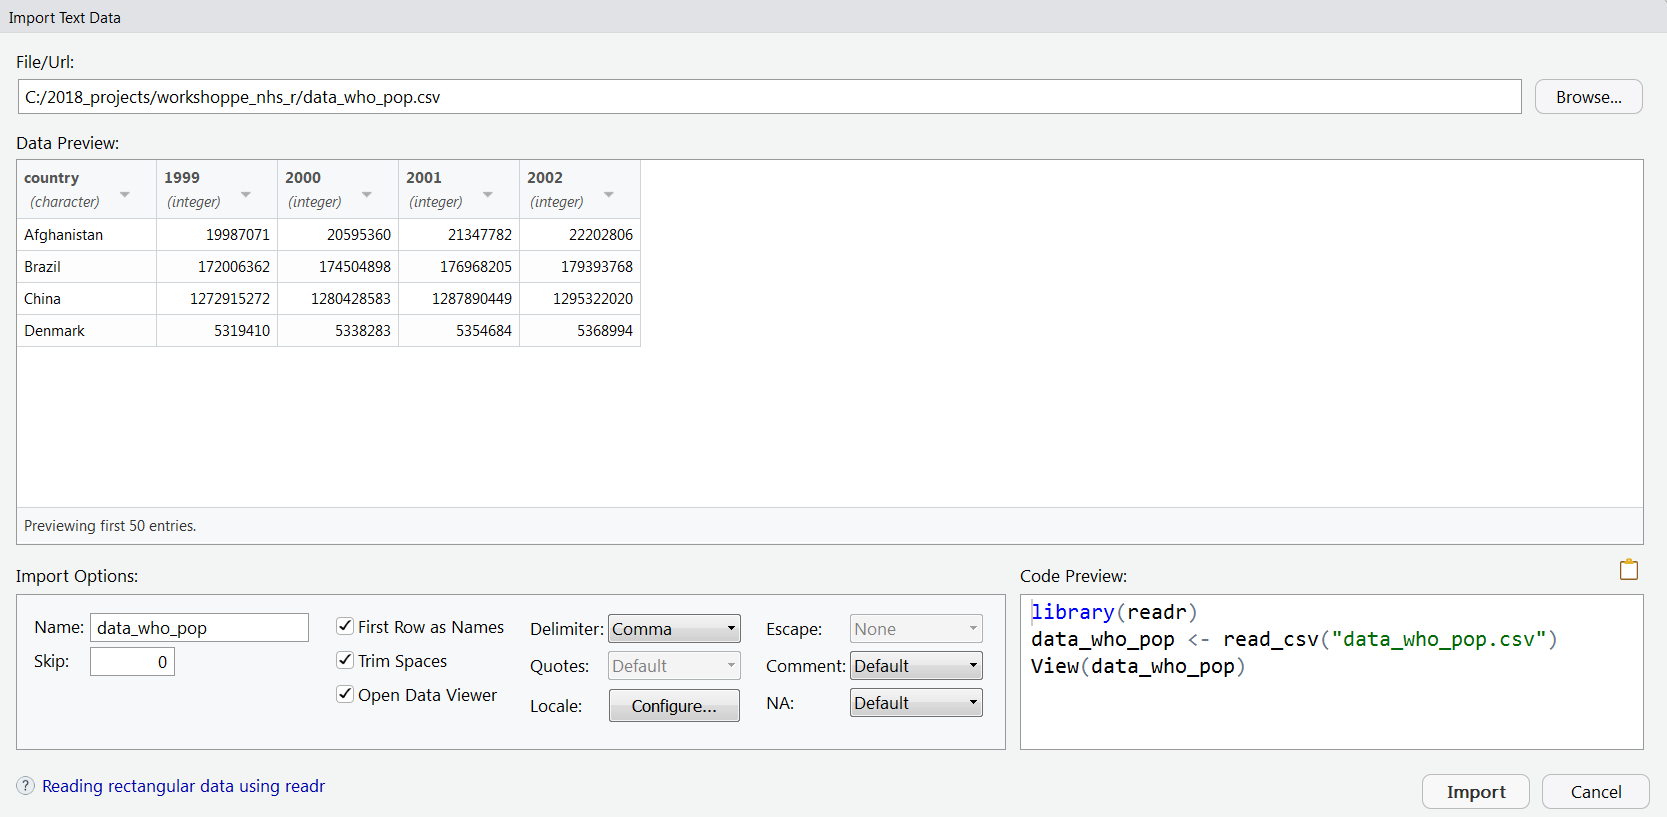 Import Text Data
File/Url:
C:/2018_projects/workshoppe_nhs_r/data_who_pop.csv
Browse...
Data Preview:
country 1999 2000 2001 2002
(character) (integer) (integer) (integer) (integer)
Afghanistan 19987071 20595360 21347782 22202806
Brazil 172006362 174504898 176968205 179393768
China 1272915272 1280428583 1287890449 1295322020
Denmark 5319410 5338283 5354684 5368994
Previewing first 50 entries.
Import Options:
Name: data_who_pop
Skip: 0
First Row as Names
Trim Spaces
Open Data Viewer
Delimiter: Comma
Quotes: Default
Locale: Configure...
Escape: None
Comment: Default
NA: Default
Code Preview:
library(readr)
data_who_pop <- read_csv("data_who_pop.csv")
View(data_who_pop)
? Reading rectangular data using readr
Import
Cancel